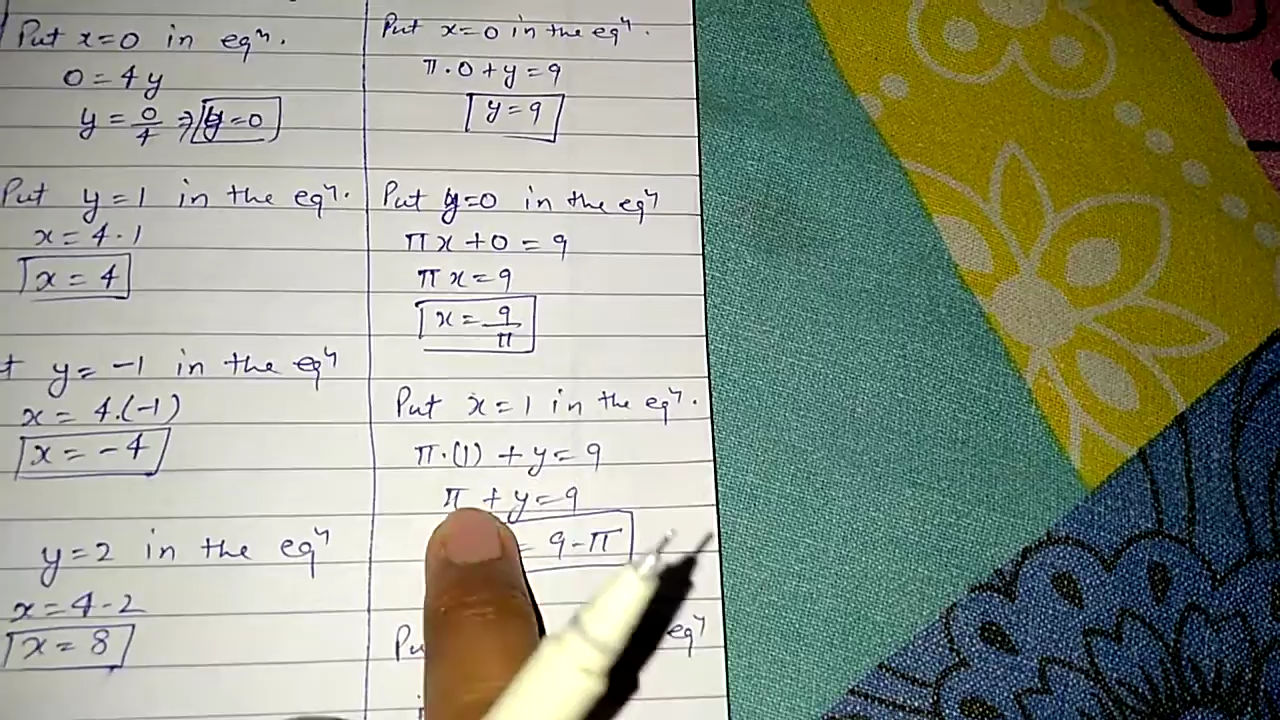 Put x=0 in eqⁿ.
0 = 4y
y = 0/4 ⇒ y=0
Put y=1 in the eqⁿ.
x = 4·1
x = 4
y = -1 in the eqⁿ
x = 4.(-1)
x = -4
y=2 in the eqⁿ
x=4·2
x = 8
Put x=0 in the eqⁿ.
π·0+y=9
y=9
Put y=0 in the eqⁿ
πx+0=9
πx=9
x=9/π
Put x=1 in the eqⁿ.
π·(1)+y=9
π+y=9
= 9-π
eqⁿ